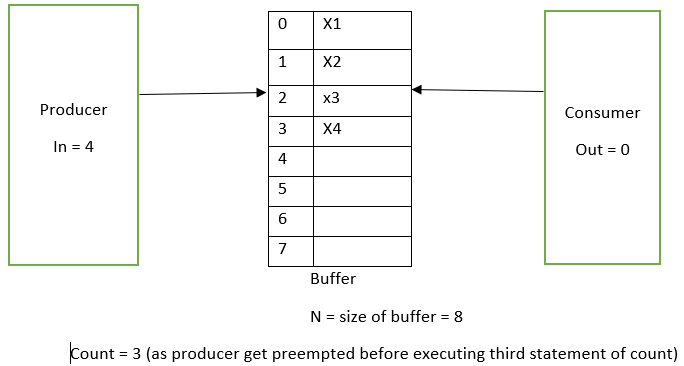 Producer
In = 4
0 X1
1 X2
2 x3
3 X4
4
5
6
7
Buffer
Consumer
Out = 0
N = size of buffer = 8
Count = 3 (as producer get preempted before executing third statement of count)